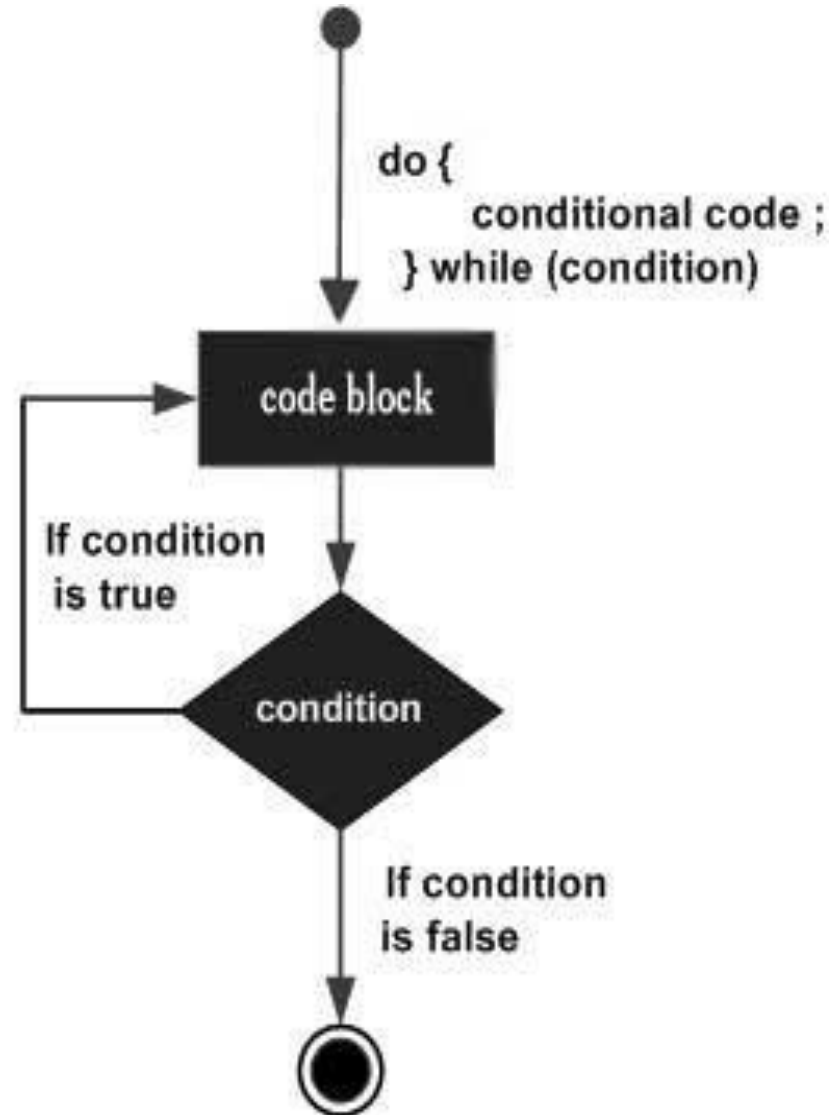 do {
conditional code ;
} while (condition)
code block
If condition
is true
condition
If condition
is false